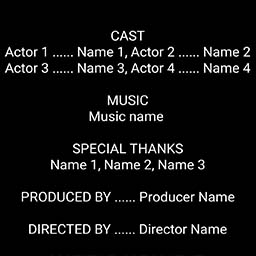 CAST
Actor 1 ...... Name 1, Actor 2 ...... Name 2
Actor 3 ...... Name 3, Actor 4 ...... Name 4
MUSIC
Music name
SPECIAL THANKS
Name 1, Name 2, Name 3
PRODUCED BY ...... Producer Name
DIRECTED BY ...... Director Name